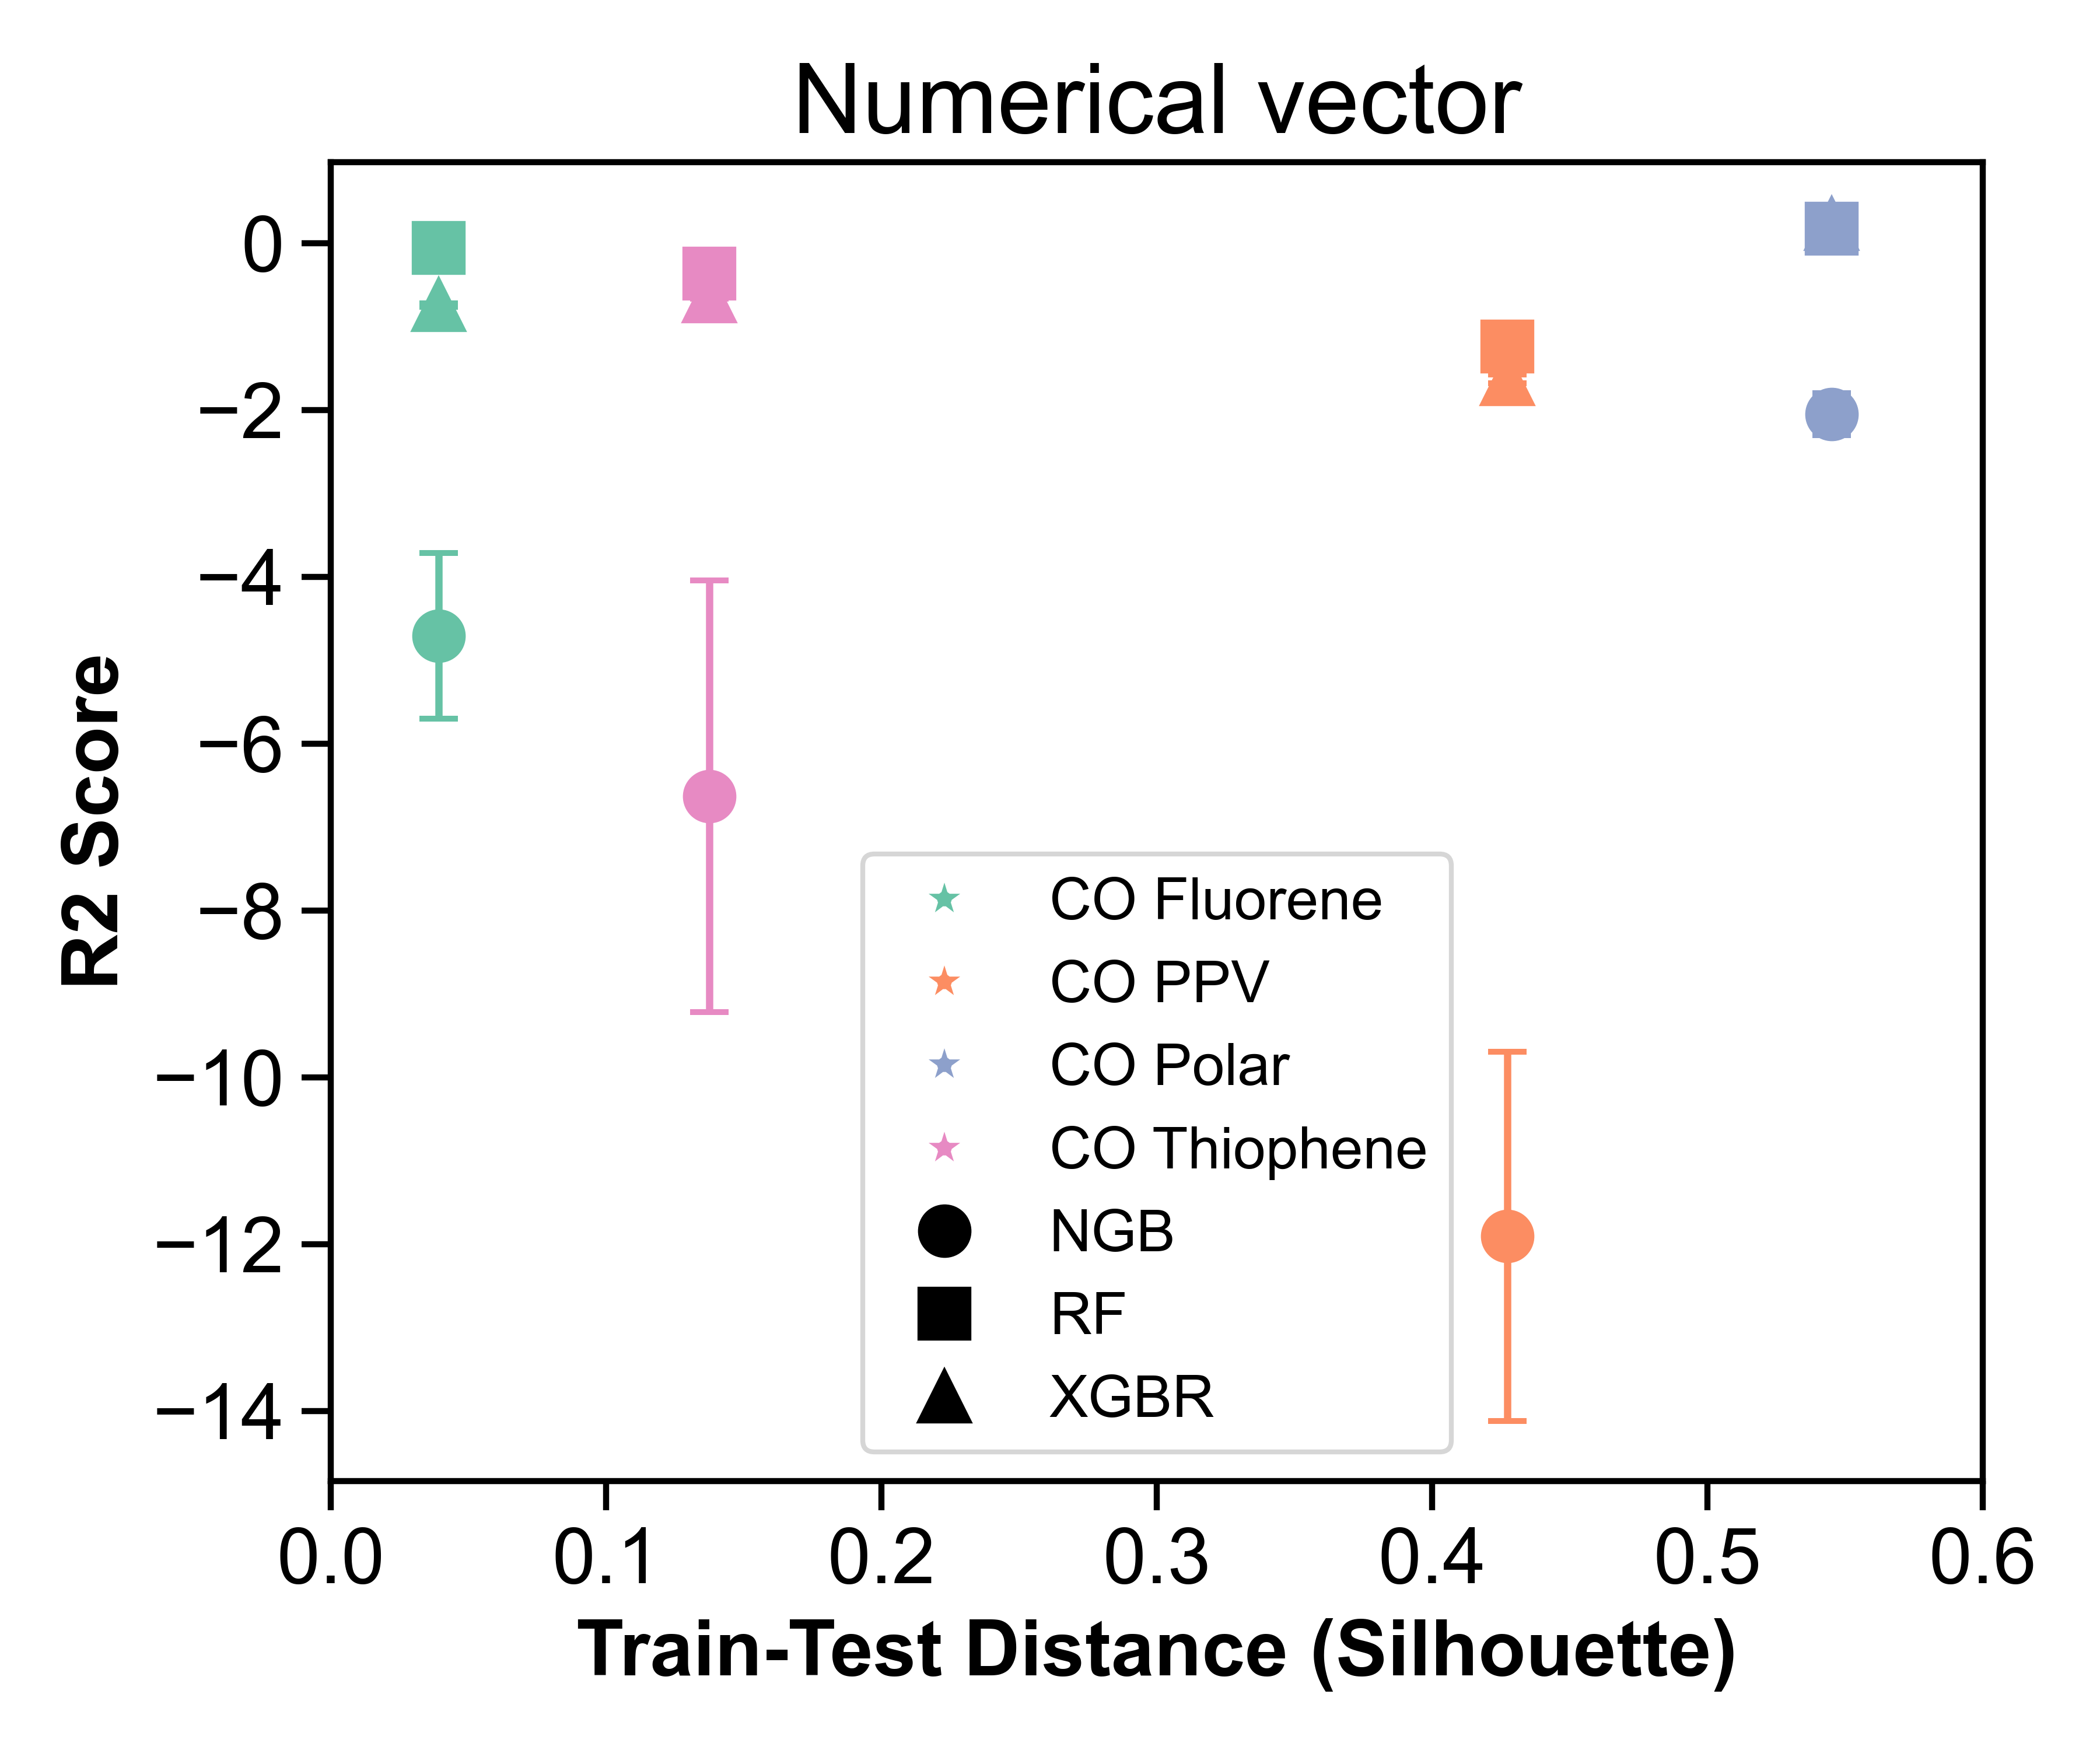 Numerical vector
R2 Score
0
−2
−4
−6
−8
−10
−12
−14
CO Fluorene
CO PPV
CO Polar
CO Thiophene
NGB
RF
XGBR
0.0 0.1 0.2 0.3 0.4 0.5 0.6
Train-Test Distance (Silhouette)